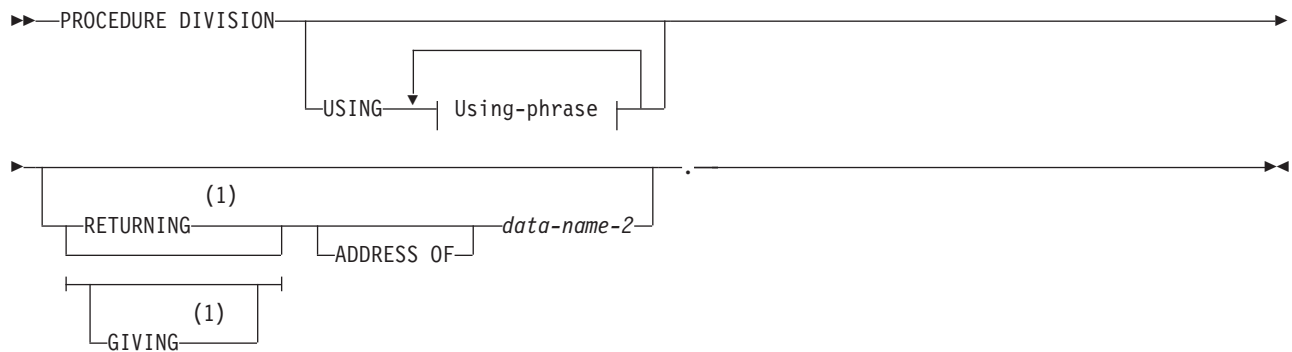 PROCEDURE DIVISION
USING Using-phrase
.
(1)
RETURNING data-name-2
ADDRESS OF
(1)
GIVING